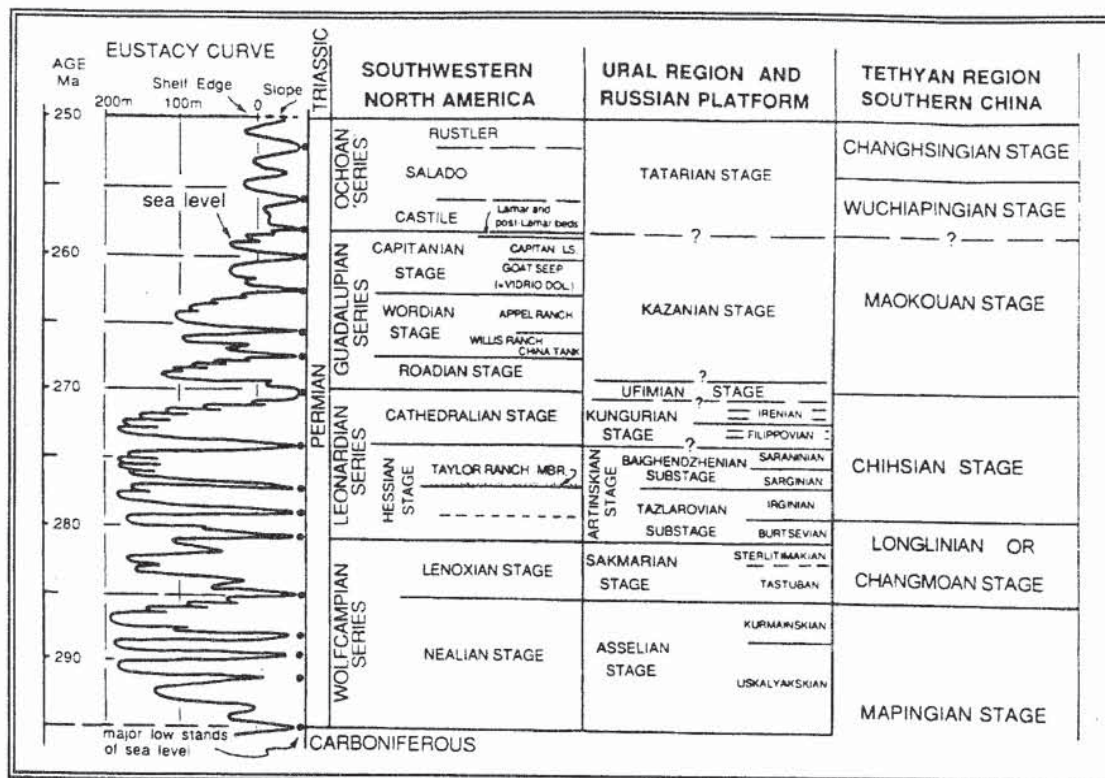 EUSTACY CURVE
AGE
Ma
Shelf Edge
Slope
200m 100m 0
250
260
270
280
290
sea level
major low stands
of sea level
TRIASSIC
PERMIAN
CARBONIFEROUS
SOUTHWESTERN
NORTH AMERICA
OCHOAN
SERIES
RUSTLER
SALADO
CASTILE
Lamar and
post-Lamar beds
GUADALUPIAN
SERIES
CAPITANIAN
STAGE
CAPITAN LS.
GOAT SEEP
(=VIDRIO DOL.)
WORDIAN
STAGE
APPEL RANCH
WILLIS RANCH
CHINA TANK
ROADIAN STAGE
LEONARDIAN
SERIES
CATHEDRALIAN STAGE
HESSIAN
STAGE
TAYLOR RANCH MBR.
WOLFCAMPIAN
SERIES
LENOXIAN STAGE
NEALIAN STAGE
URAL REGION AND
RUSSIAN PLATFORM
TATARIAN STAGE
?
KAZANIAN STAGE
?
UFIMIAN STAGE
?
KUNGURIAN
STAGE
IRENIAN
FILIPPOVIAN
?
ARTINSKIAN
STAGE
BAIGHENDZHENIAN
SUBSTAGE
SARANINIAN
SARGINIAN
TAZLAROVIAN
SUBSTAGE
IRGINIAN
BURTSEVIAN
SAKMARIAN
STAGE
STERLITIMAKIAN
TASTUBAN
ASSELIAN
STAGE
KURMAINSKIAN
USKALYAKSKIAN
TETHYAN REGION
SOUTHERN CHINA
CHANGHSINGIAN STAGE
WUCHIAPINGIAN STAGE
?
MAOKOUAN STAGE
CHIHSIAN STAGE
LONGLINIAN OR
CHANGMOAN STAGE
MAPINGIAN STAGE